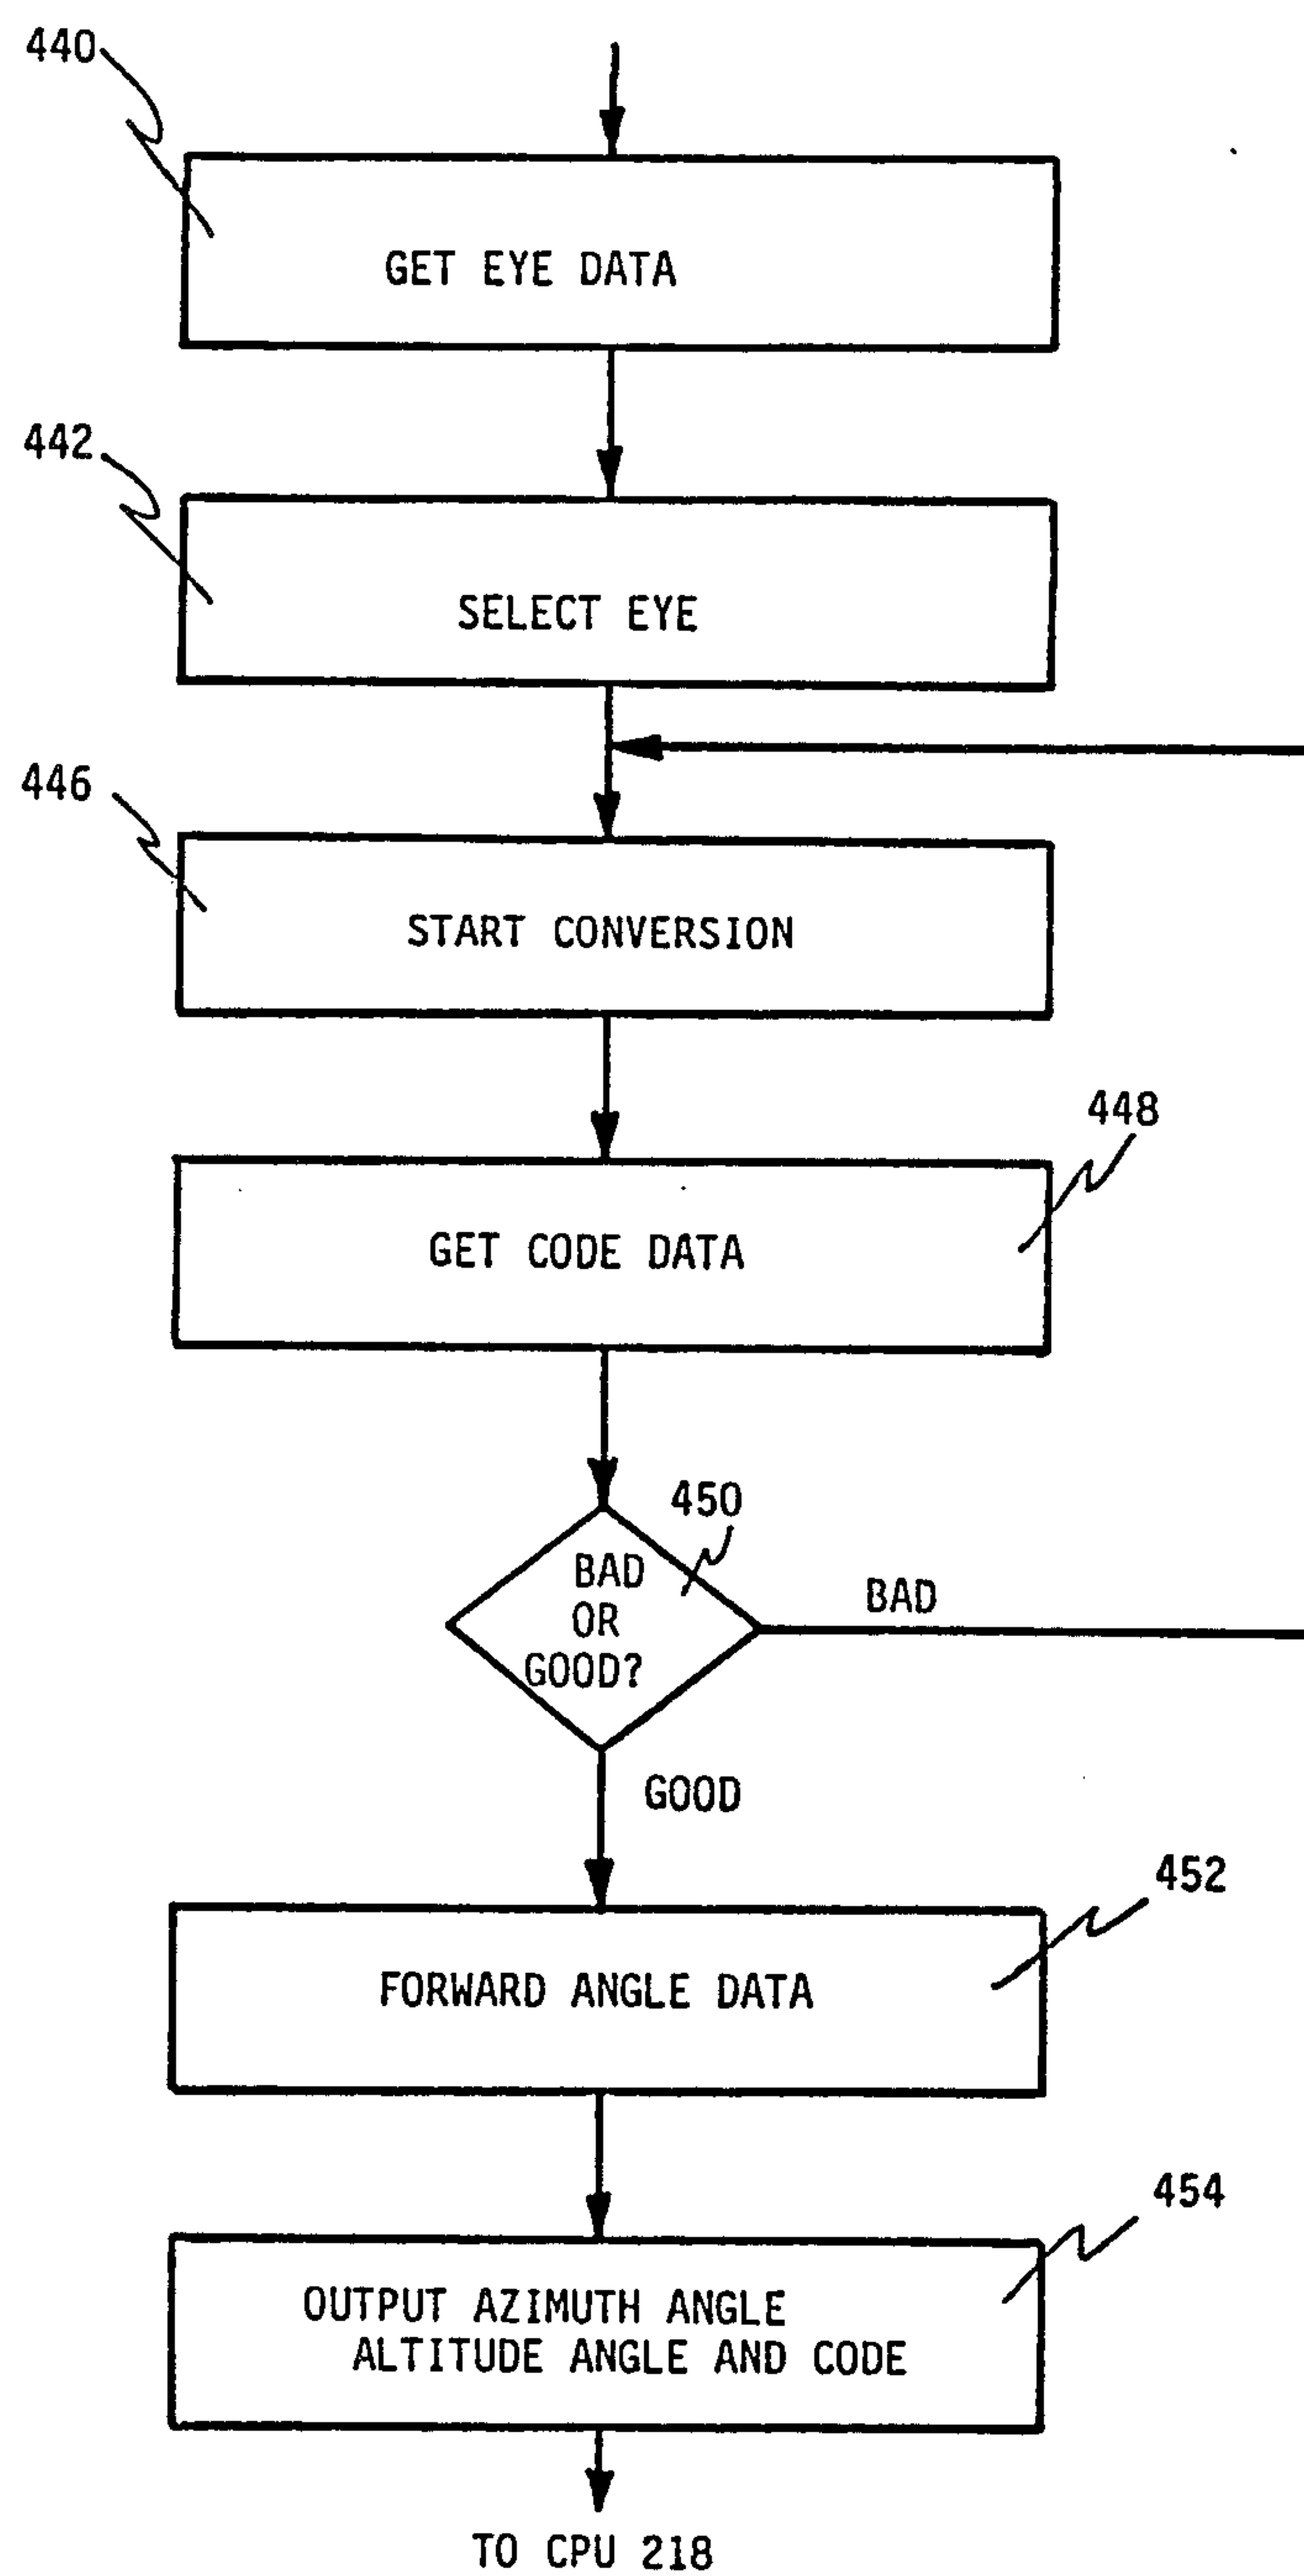 440
GET EYE DATA
442
SELECT EYE
446
START CONVERSION
448
GET CODE DATA
450
BAD
OR
GOOD?
BAD
GOOD
452
FORWARD ANGLE DATA
454
OUTPUT AZIMUTH ANGLE
ALTITUDE ANGLE AND CODE
TO CPU 218